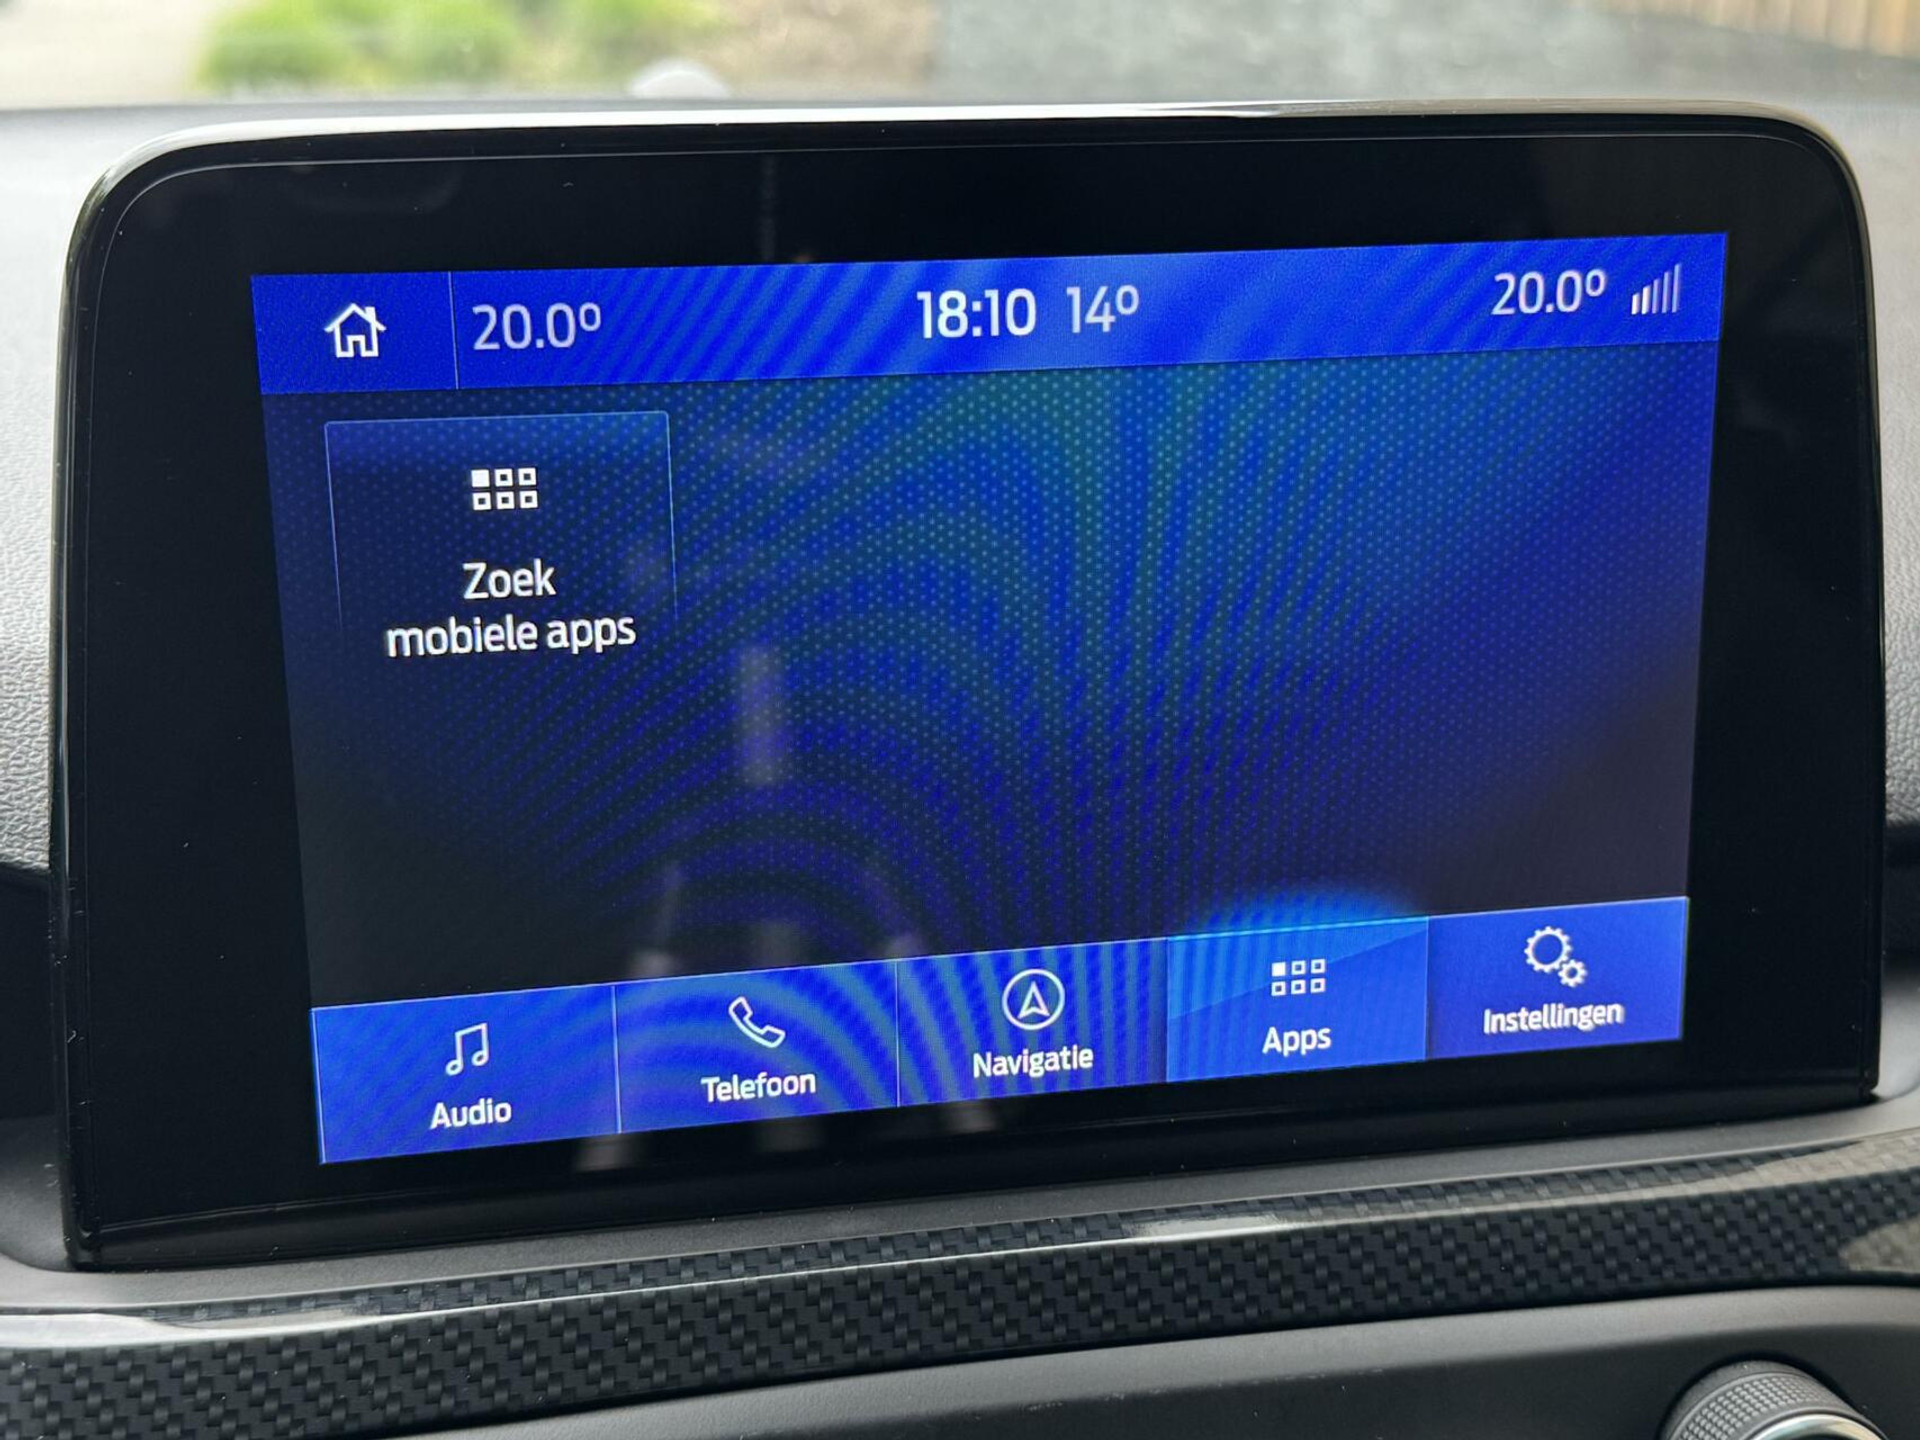 20.0º 18:10 14º 20.0º
Zoek
mobiele apps
Audio Telefoon Navigatie Apps Instellingen